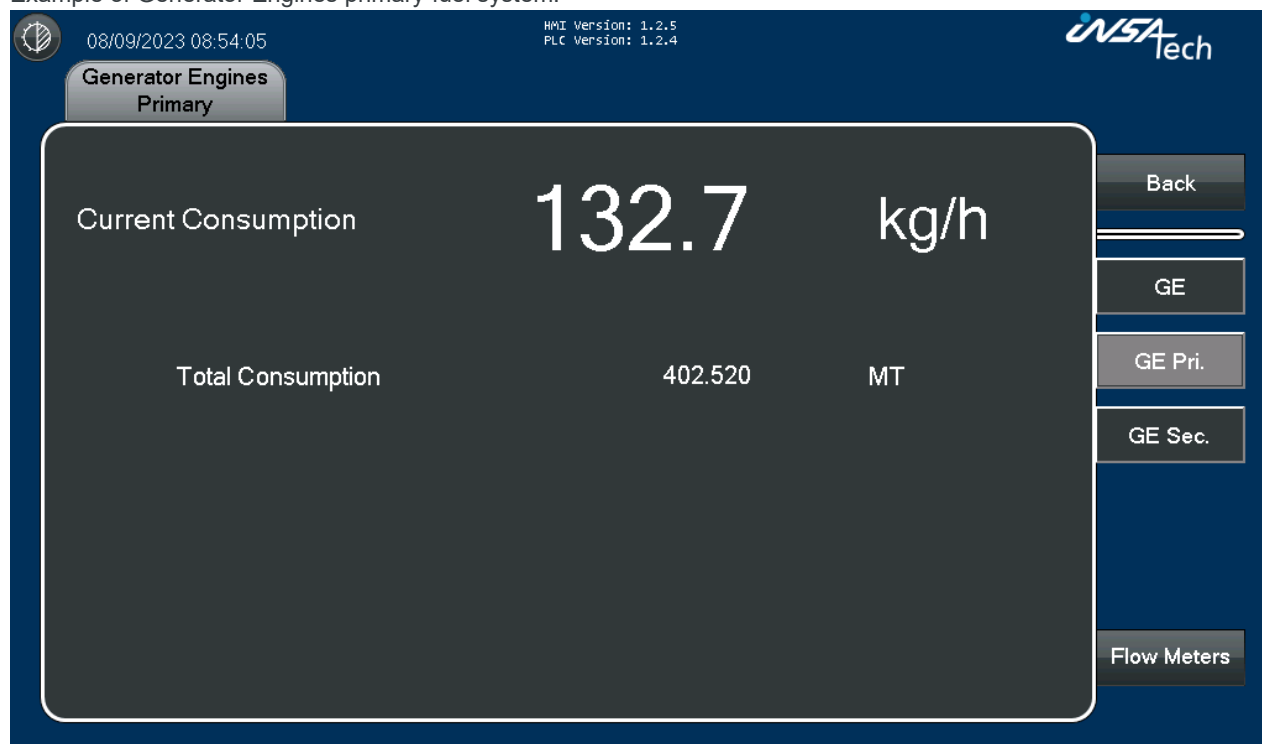 Example of Generator Engines primary fuel system.
08/09/2023 08:54:05
HMI Version: 1.2.5
PLC Version: 1.2.4
iNSATech
Generator Engines
Primary
Current Consumption 132.7 kg/h
Total Consumption 402.520 MT
Back
GE
GE Pri.
GE Sec.
Flow Meters